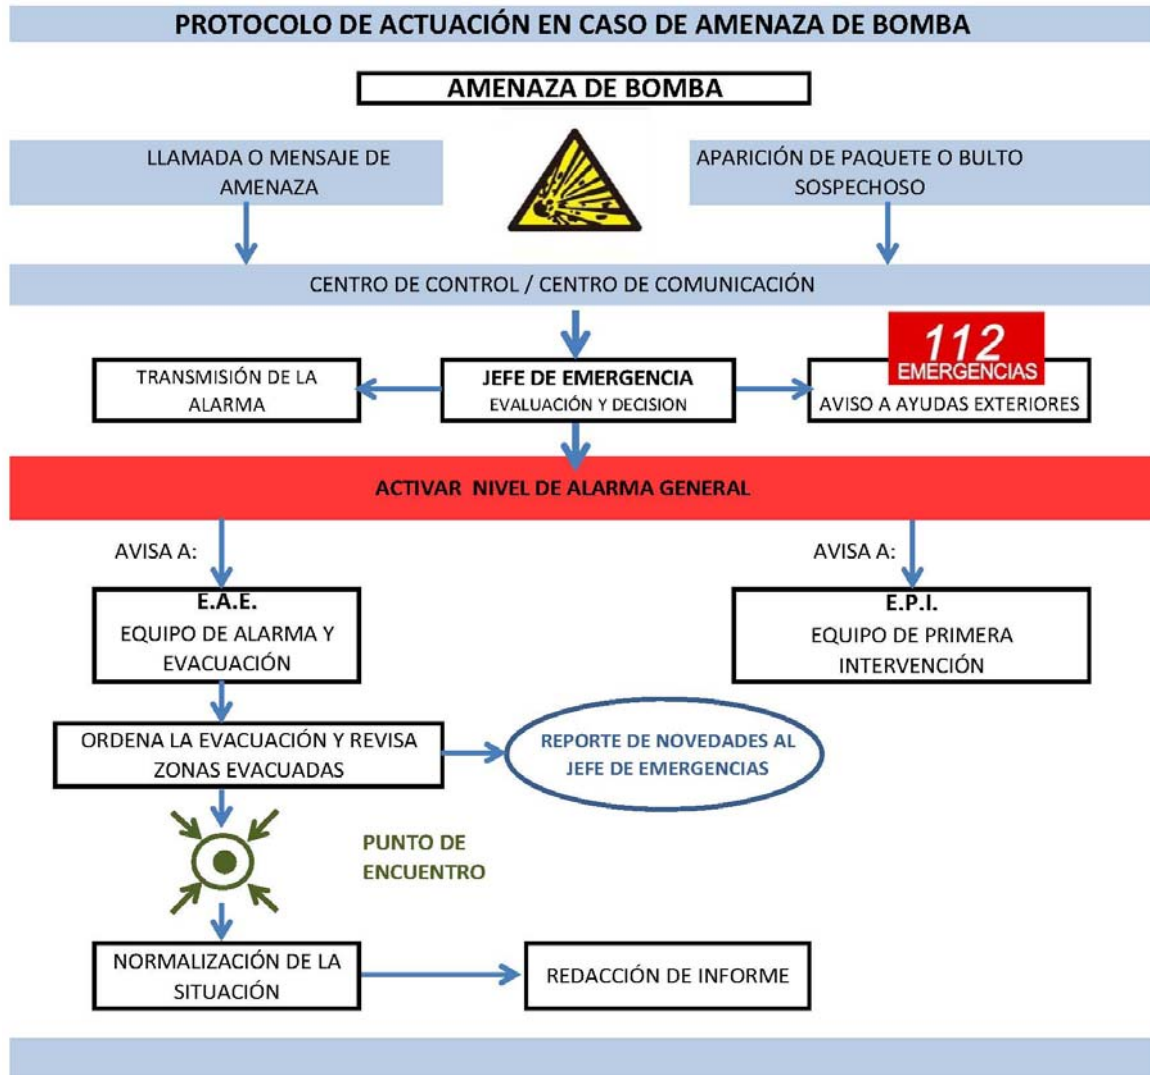 PROTOCOLO DE ACTUACIÓN EN CASO DE AMENAZA DE BOMBA
AMENAZA DE BOMBA
LLAMADA O MENSAJE DE
AMENAZA
APARICIÓN DE PAQUETE O BULTO
SOSPECHOSO
CENTRO DE CONTROL / CENTRO DE COMUNICACIÓN
TRANSMISIÓN DE LA
ALARMA
JEFE DE EMERGENCIA
EVALUACIÓN Y DECISION
112
EMERGENCIAS
AVISO A AYUDAS EXTERIORES
ACTIVAR NIVEL DE ALARMA GENERAL
AVISA A:
AVISA A:
E.A.E.
EQUIPO DE ALARMA Y
EVACUACIÓN
E.P.I.
EQUIPO DE PRIMERA
INTERVENCIÓN
ORDENA LA EVACUACIÓN Y REVISA
ZONAS EVACUADAS
REPORTE DE NOVEDADES AL
JEFE DE EMERGENCIAS
PUNTO DE
ENCUENTRO
NORMALIZACIÓN DE LA
SITUACIÓN
REDACCIÓN DE INFORME